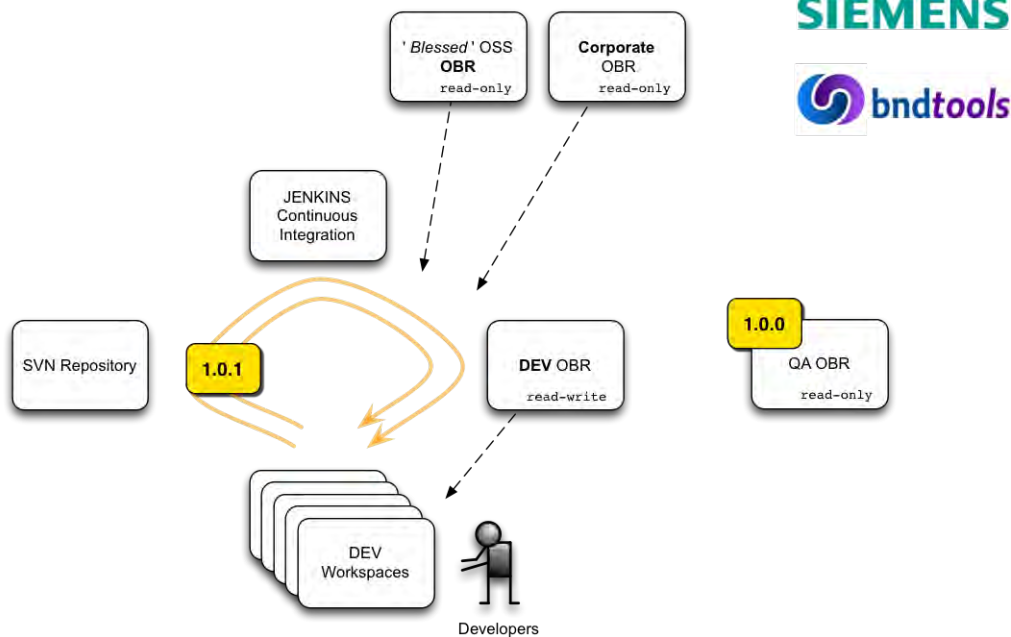 SIEMENS
' Blessed ' OSS
OBR
read-only
Corporate
OBR
read-only
bndtools
JENKINS
Continuous
Integration
SVN Repository
1.0.1
DEV OBR
read-write
1.0.0
QA OBR
read-only
DEV
Workspaces
Developers